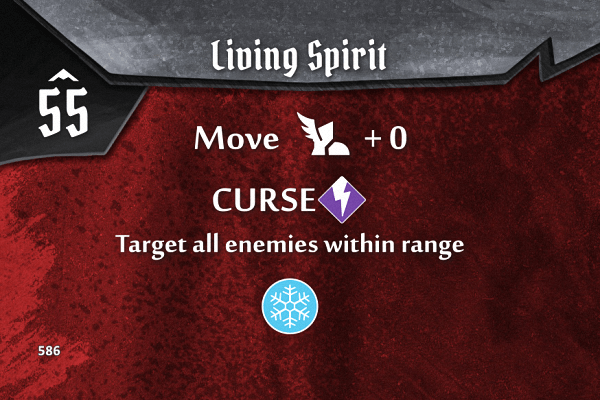 Living Spirit
55
Move + 0
CURSE
Target all enemies within range
586